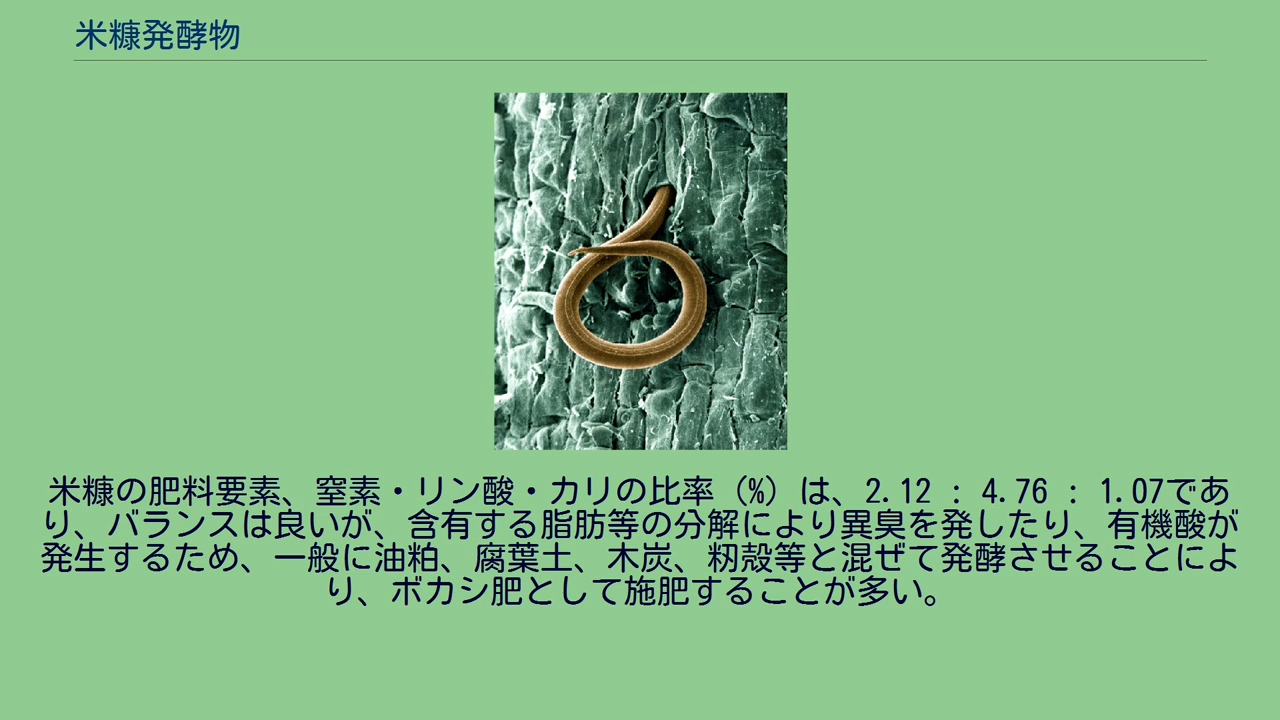 米糠発酵物
米糠の肥料要素、窒素・リン酸・カリの比率（%）は、2.12 : 4.76 : 1.07であ
り、バランスは良いが、含有する脂肪等の分解により異臭を発したり、有機酸が
発生するため、一般に油粕、腐葉土、木炭、籾殻等と混ぜて発酵させることによ
り、ボカシ肥として施肥することが多い。